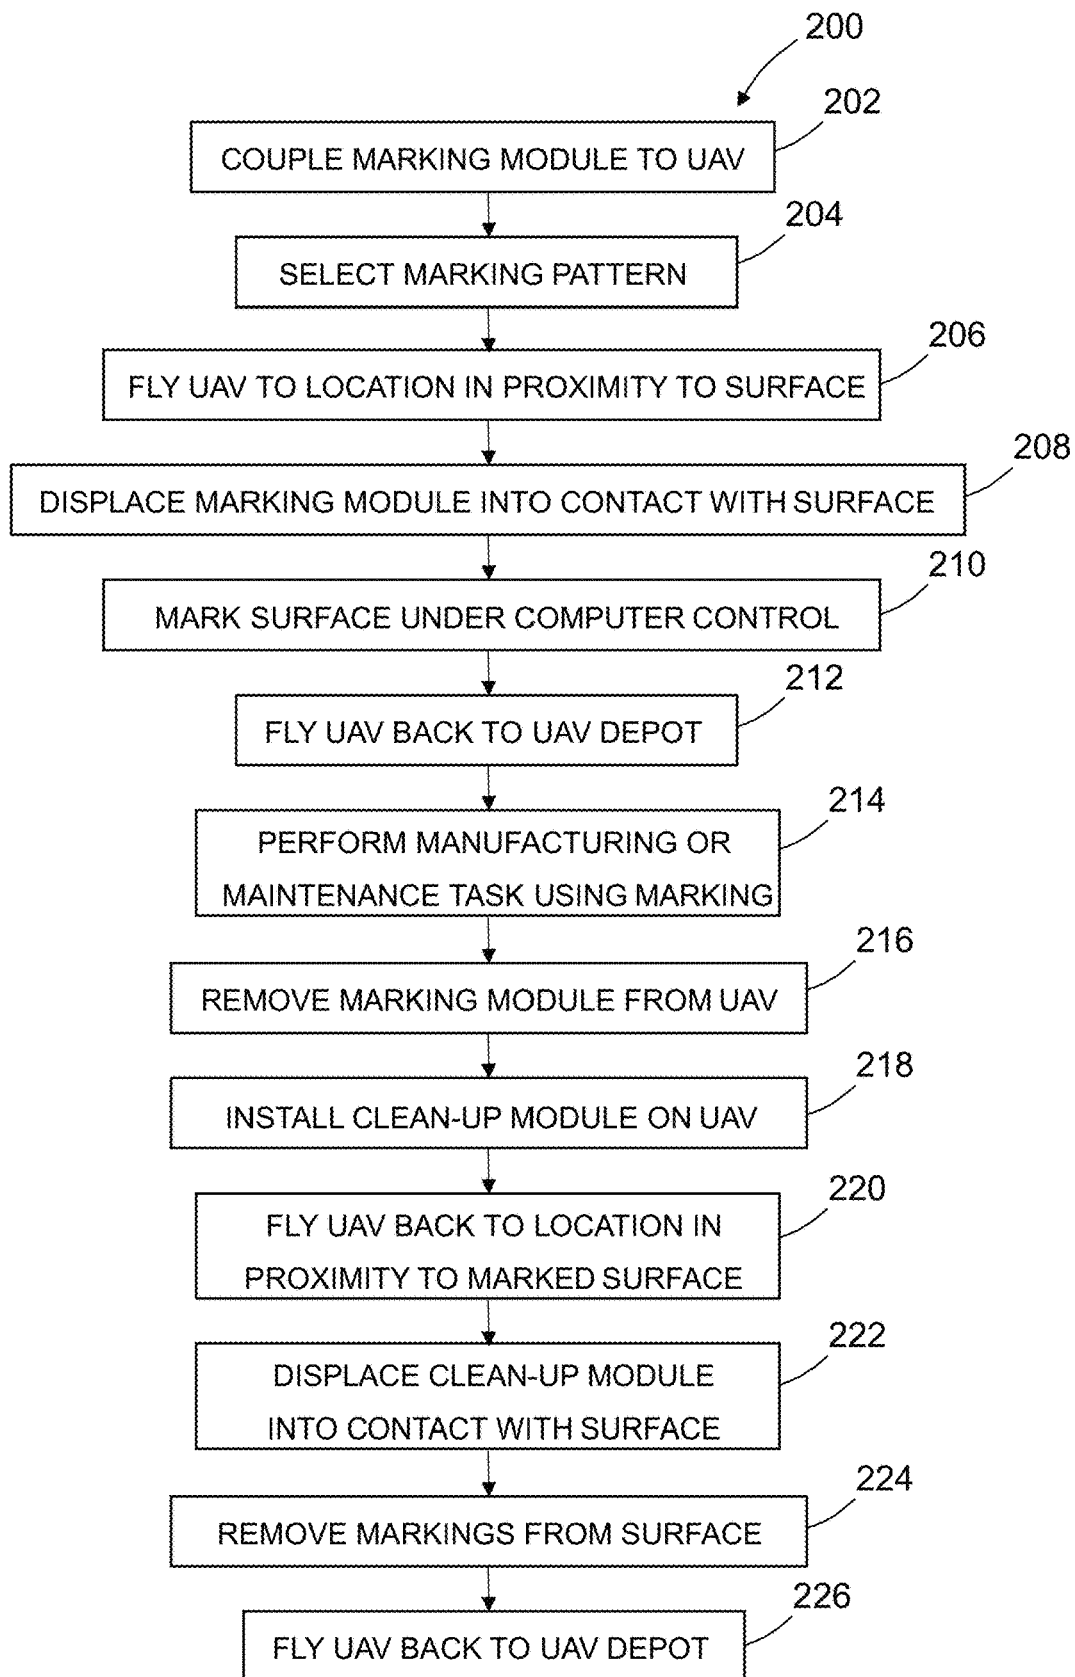 200
202
COUPLE MARKING MODULE TO UAV
204
SELECT MARKING PATTERN
206
FLY UAV TO LOCATION IN PROXIMITY TO SURFACE
208
DISPLACE MARKING MODULE INTO CONTACT WITH SURFACE
210
MARK SURFACE UNDER COMPUTER CONTROL
212
FLY UAV BACK TO UAV DEPOT
214
PERFORM MANUFACTURING OR
MAINTENANCE TASK USING MARKING
216
REMOVE MARKING MODULE FROM UAV
218
INSTALL CLEAN-UP MODULE ON UAV
220
FLY UAV BACK TO LOCATION IN
PROXIMITY TO MARKED SURFACE
222
DISPLACE CLEAN-UP MODULE
INTO CONTACT WITH SURFACE
224
REMOVE MARKINGS FROM SURFACE
226
FLY UAV BACK TO UAV DEPOT